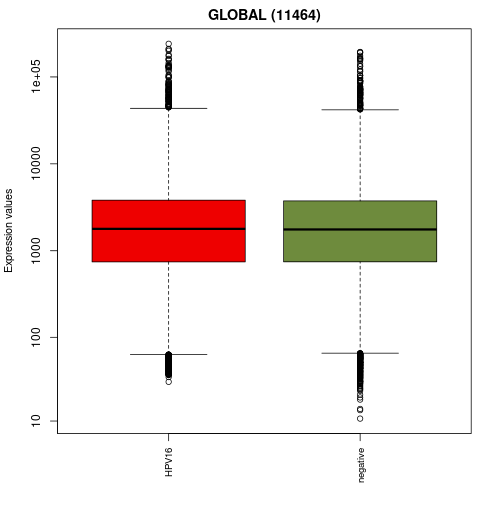 GLOBAL (11464)
Expression values
1e+05
10000
1000
100
10
HPV16
negative